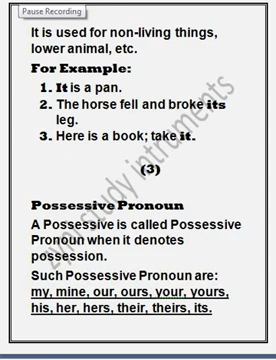 Pause Recording
It is used for non-living things,
lower animal, etc.
For Example:
1. It is a pan.
2. The horse fell and broke its
leg.
3. Here is a book; take it.
(3)
Possessive Pronoun
A Possessive is called Possessive
Pronoun when it denotes
possession.
Such Possessive Pronoun are:
my, mine, our, ours, your, yours,
his, her, hers, their, theirs, its.